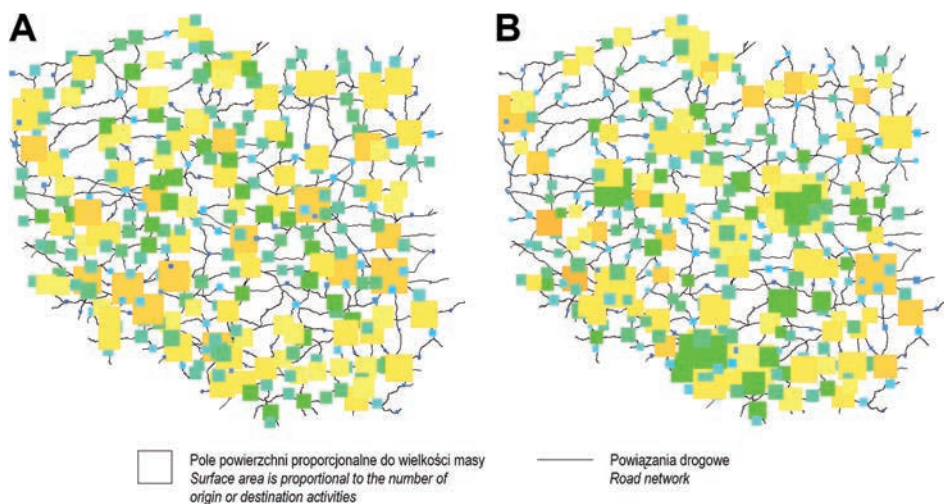 A
B
Pole powierzchni proporcjonalne do wielkości masy
Surface area is proportional to the number of
origin or destination activities
Powiązania drogowe
Road network